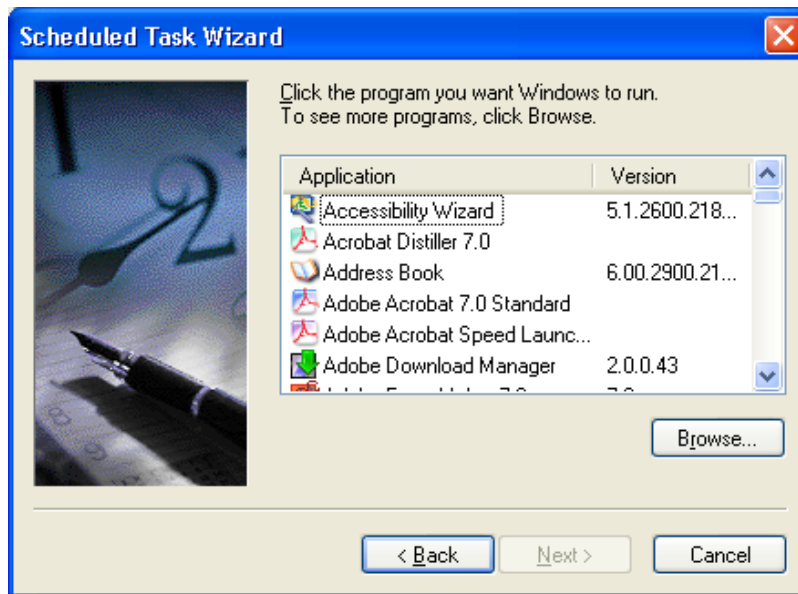 Scheduled Task Wizard
Click the program you want Windows to run.
To see more programs, click Browse.
Application Version
Accessibility Wizard 5.1.2600.218...
Acrobat Distiller 7.0
Address Book 6.00.2900.21...
Adobe Acrobat 7.0 Standard
Adobe Acrobat Speed Launc...
Adobe Download Manager 2.0.0.43
Browse...
< Back Next > Cancel